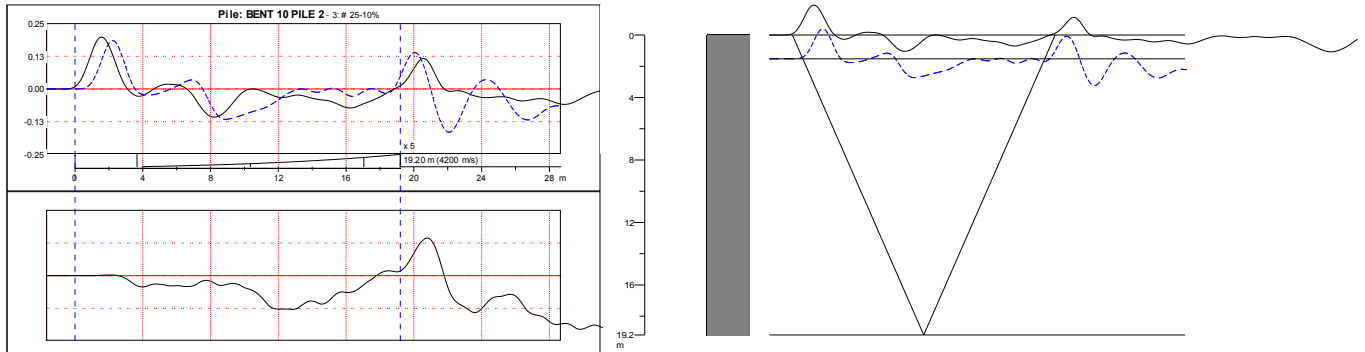 Pile: BENT 10 PILE 2 - 3: # 25-10%
0.25
0.13
0.00
-0.13
-0.25
x 5
19.20 m (4200 m/s)
0 4 8 12 16 20 24 28 m
0
4
8
12
16
19.2
m